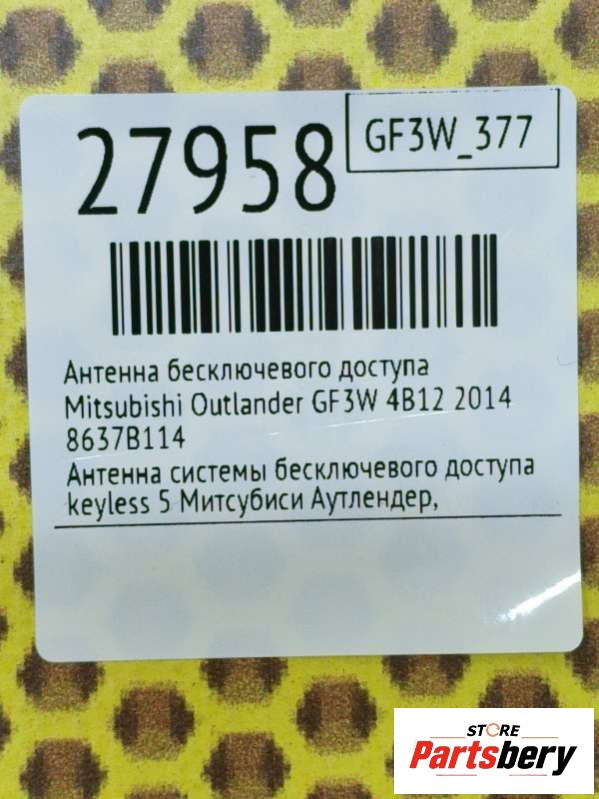 27958
GF3W_377
Антенна бесключевого доступа
Mitsubishi Outlander GF3W 4B12 2014
8637B114
Антенна системы бесключевого доступа
keyless 5 Митсубиси Аутлендер,
STORE
Partsbery